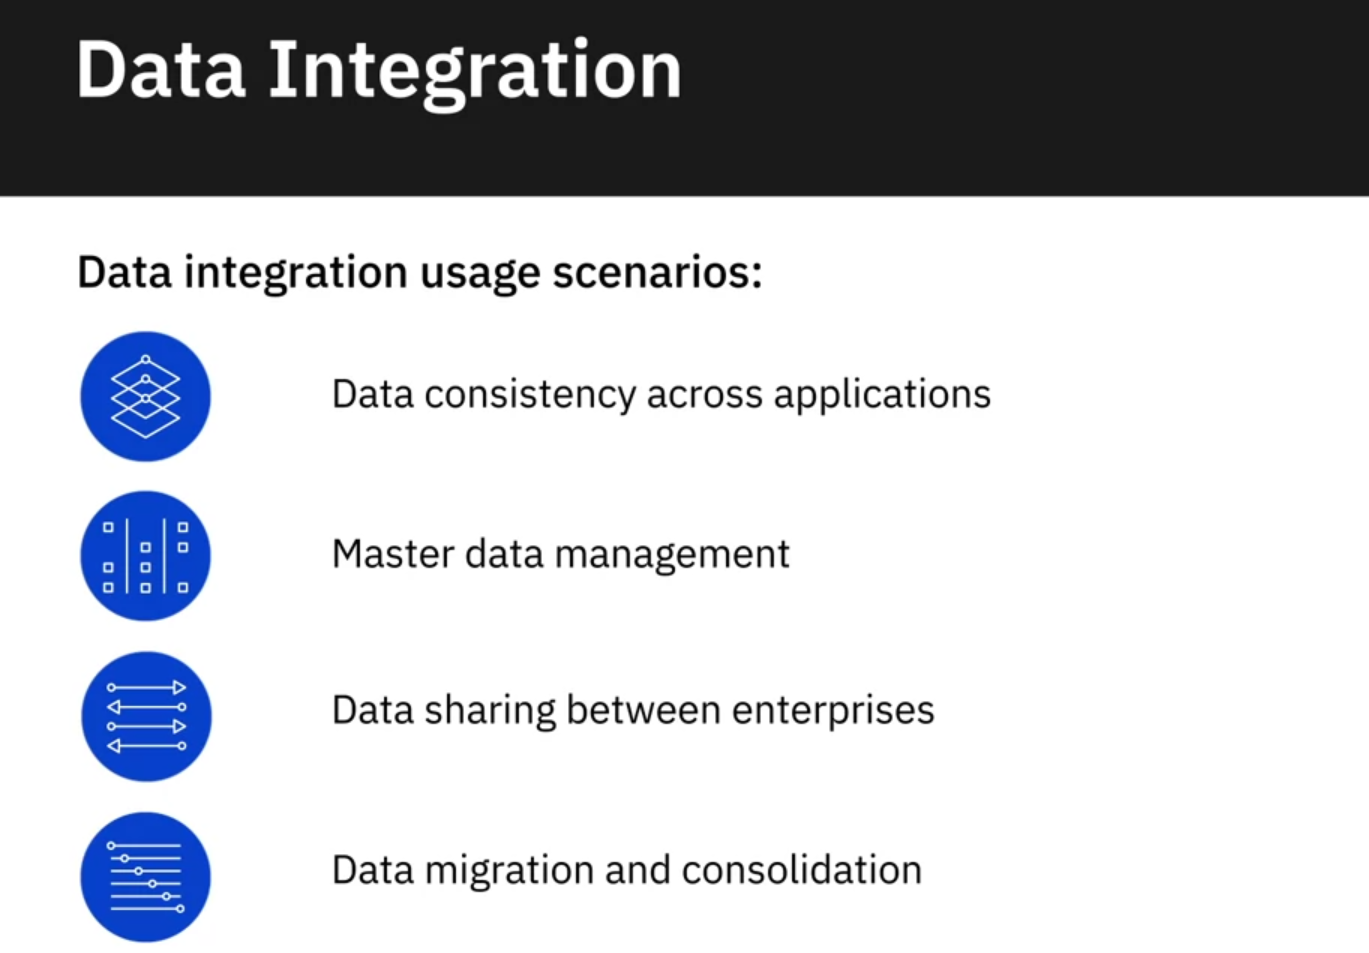 Data Integration
Data integration usage scenarios:
Data consistency across applications
Master data management
Data sharing between enterprises
Data migration and consolidation